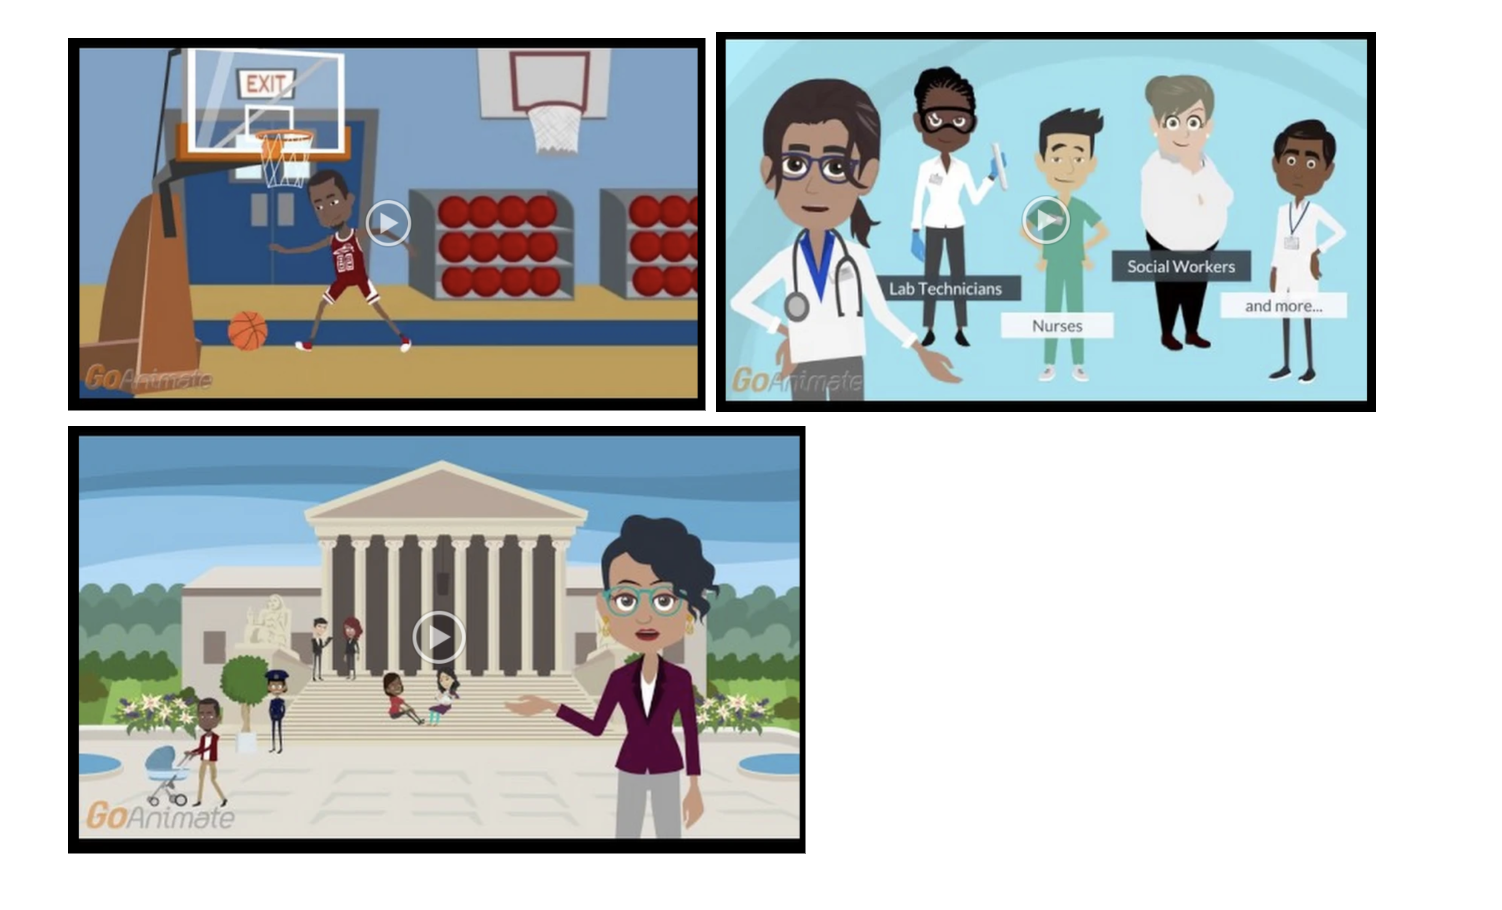 EXIT
GoAnimate
Lab Technicians
Nurses
Social Workers
and more...
GoAnimate
GoAnimate